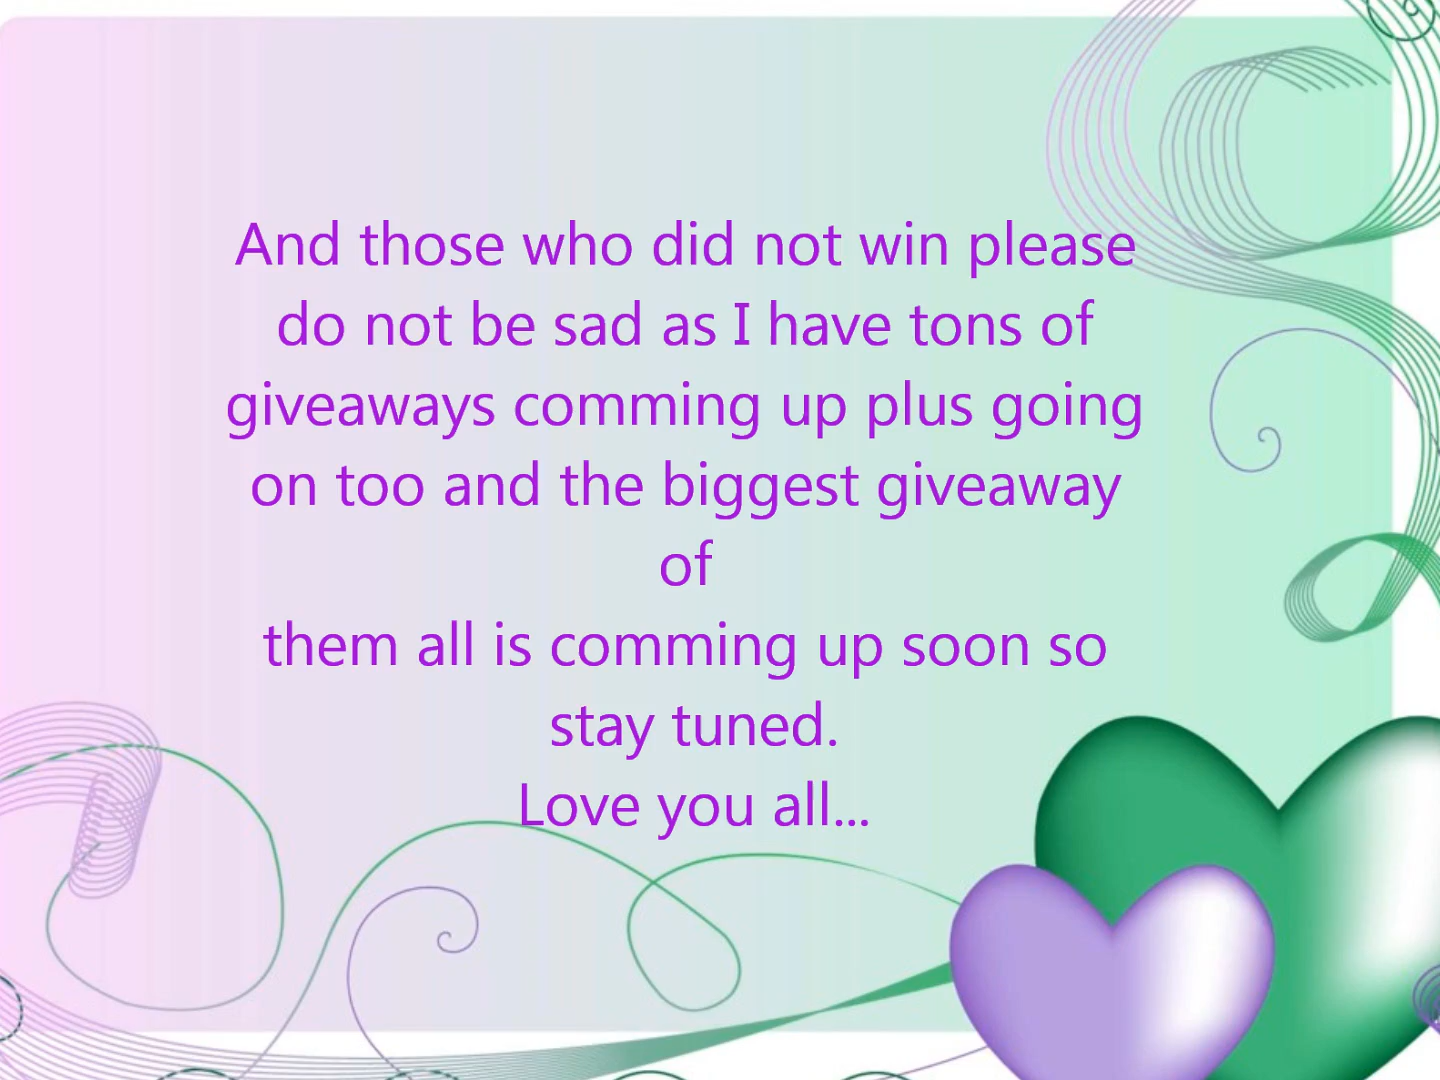 And those who did not win please
do not be sad as I have tons of
giveaways comming up plus going
on too and the biggest giveaway
of
them all is comming up soon so
stay tuned.
Love you all...